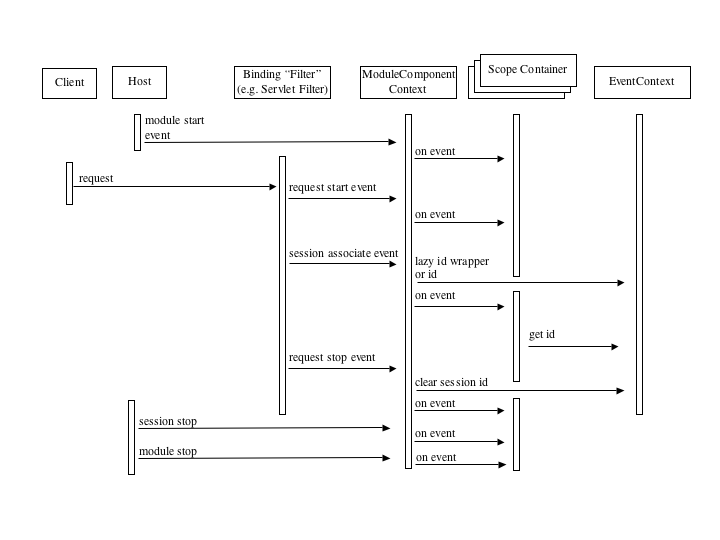 Client
Host
Binding “Filter”
(e.g. Servlet Filter)
ModuleComponent
Context
Scope Container
EventContext
module start
event
on event
request
request start event
on event
session associate event
lazy id wrapper
or id
on event
get id
request stop event
clear session id
on event
session stop
on event
module stop
on event